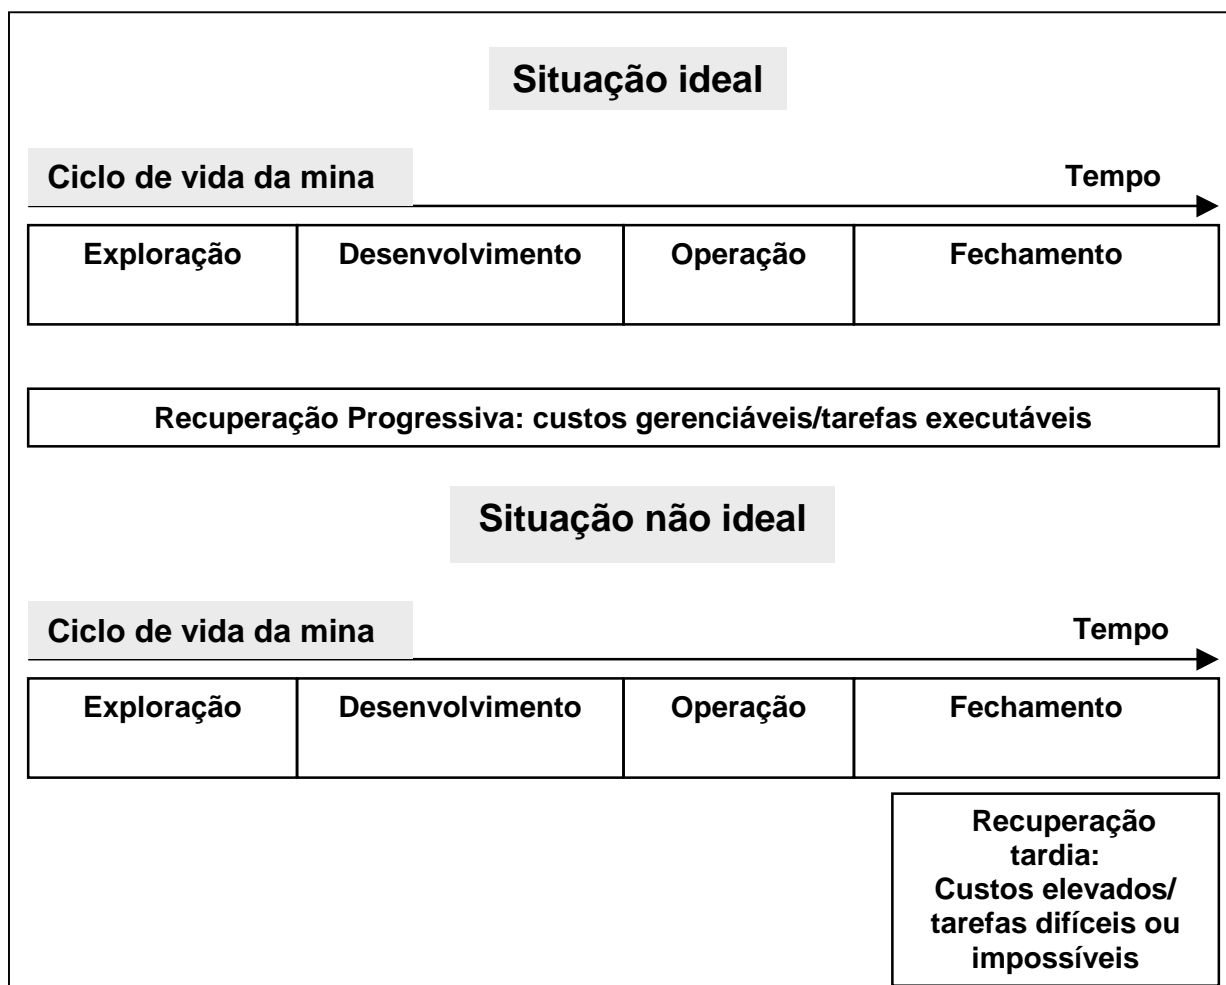 Situação ideal
Ciclo de vida da mina
Tempo
Exploração
Desenvolvimento
Operação
Fechamento
Recuperação Progressiva: custos gerenciáveis/tarefas executáveis
Situação não ideal
Ciclo de vida da mina
Tempo
Exploração
Desenvolvimento
Operação
Fechamento
Recuperação
tardia:
Custos elevados/
tarefas difíceis ou
impossíveis